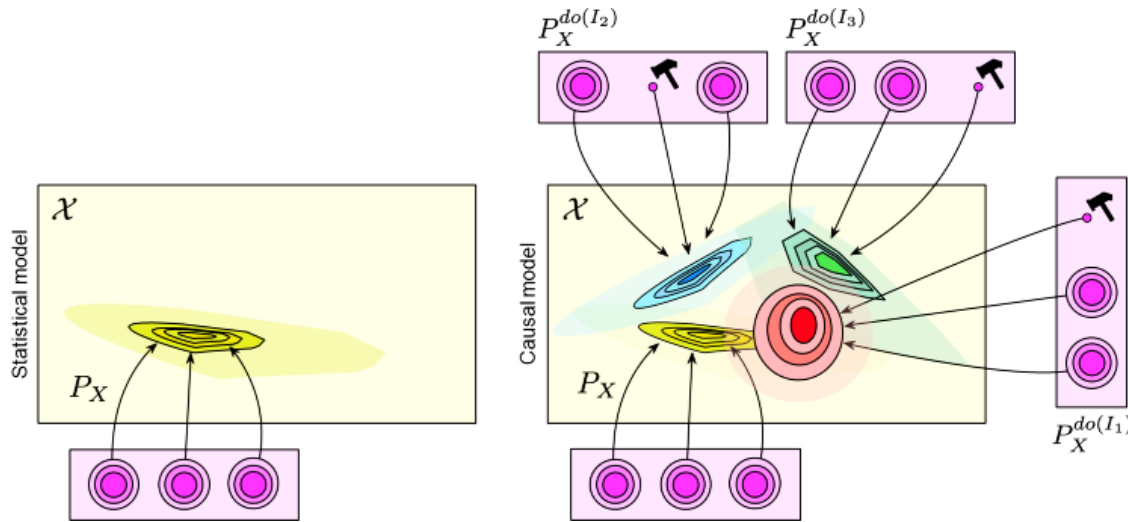 Statistical model
𝒳
P_X
Causal model
P_X^{do(I_2)}
P_X^{do(I_3)}
𝒳
P_X
P_X^{do(I_1)}